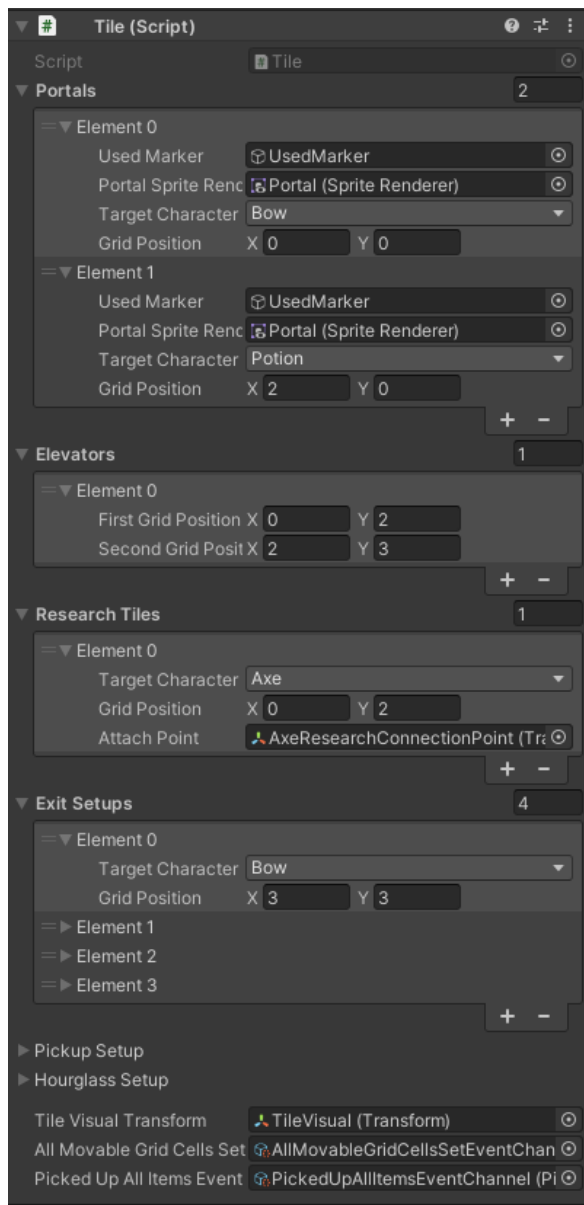 # Tile (Script)
Script Tile
Portals 2
Element 0
Used Marker UsedMarker
Portal Sprite Renc Portal (Sprite Renderer)
Target Character Bow
Grid Position X 0 Y 0
Element 1
Used Marker UsedMarker
Portal Sprite Renc Portal (Sprite Renderer)
Target Character Potion
Grid Position X 2 Y 0
+ −
Elevators 1
Element 0
First Grid Position X 0 Y 2
Second Grid Posit X 2 Y 3
+ −
Research Tiles 1
Element 0
Target Character Axe
Grid Position X 0 Y 2
Attach Point AxeResearchConnectionPoint (Tra
+ −
Exit Setups 4
Element 0
Target Character Bow
Grid Position X 3 Y 3
Element 1
Element 2
Element 3
+ −
Pickup Setup
Hourglass Setup
Tile Visual Transform TileVisual (Transform)
All Movable Grid Cells Set AllMovableGridCellsSetEventChan
Picked Up All Items Event PickedUpAllItemsEventChannel (Pi